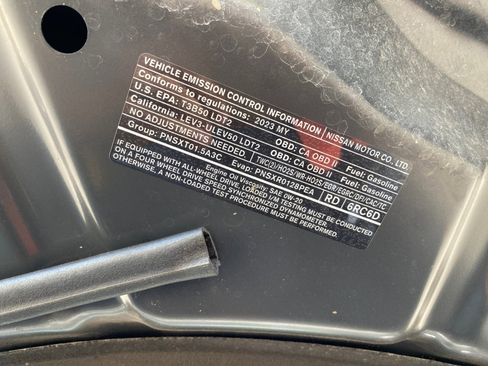 VEHICLE EMISSION CONTROL INFORMATION NISSAN MOTOR CO. LTD.
Conforms to regulations: 2023 MY
U.S. EPA: T3B50 LDT2 OBD: CA OBD II Fuel: Gasoline
California: LEV3-ULEV50 LDT2 OBD: CA OBD II Fuel: Gasoline
NO ADJUSTMENTS NEEDED. TWC(2)/HO2S/WR-HO2S/EGR/EGRC/DFI/CAC/TC
Group: PNSXT01.5A3C Evap: PNSXR0128PEA RD 6RC6D
Engine Oil Viscosity: SAE 0W-20
IF EQUIPPED WITH ALL-WHEEL DRIVE, LOADED I/M TESTING MUST BE CONDUCTED
WITH ALL-WHEEL DRIVE SPEED SYNCHRONIZED DYNAMOMETER.
A NON-LOADED TEST PROCEDURE MUST BE PERFORMED.